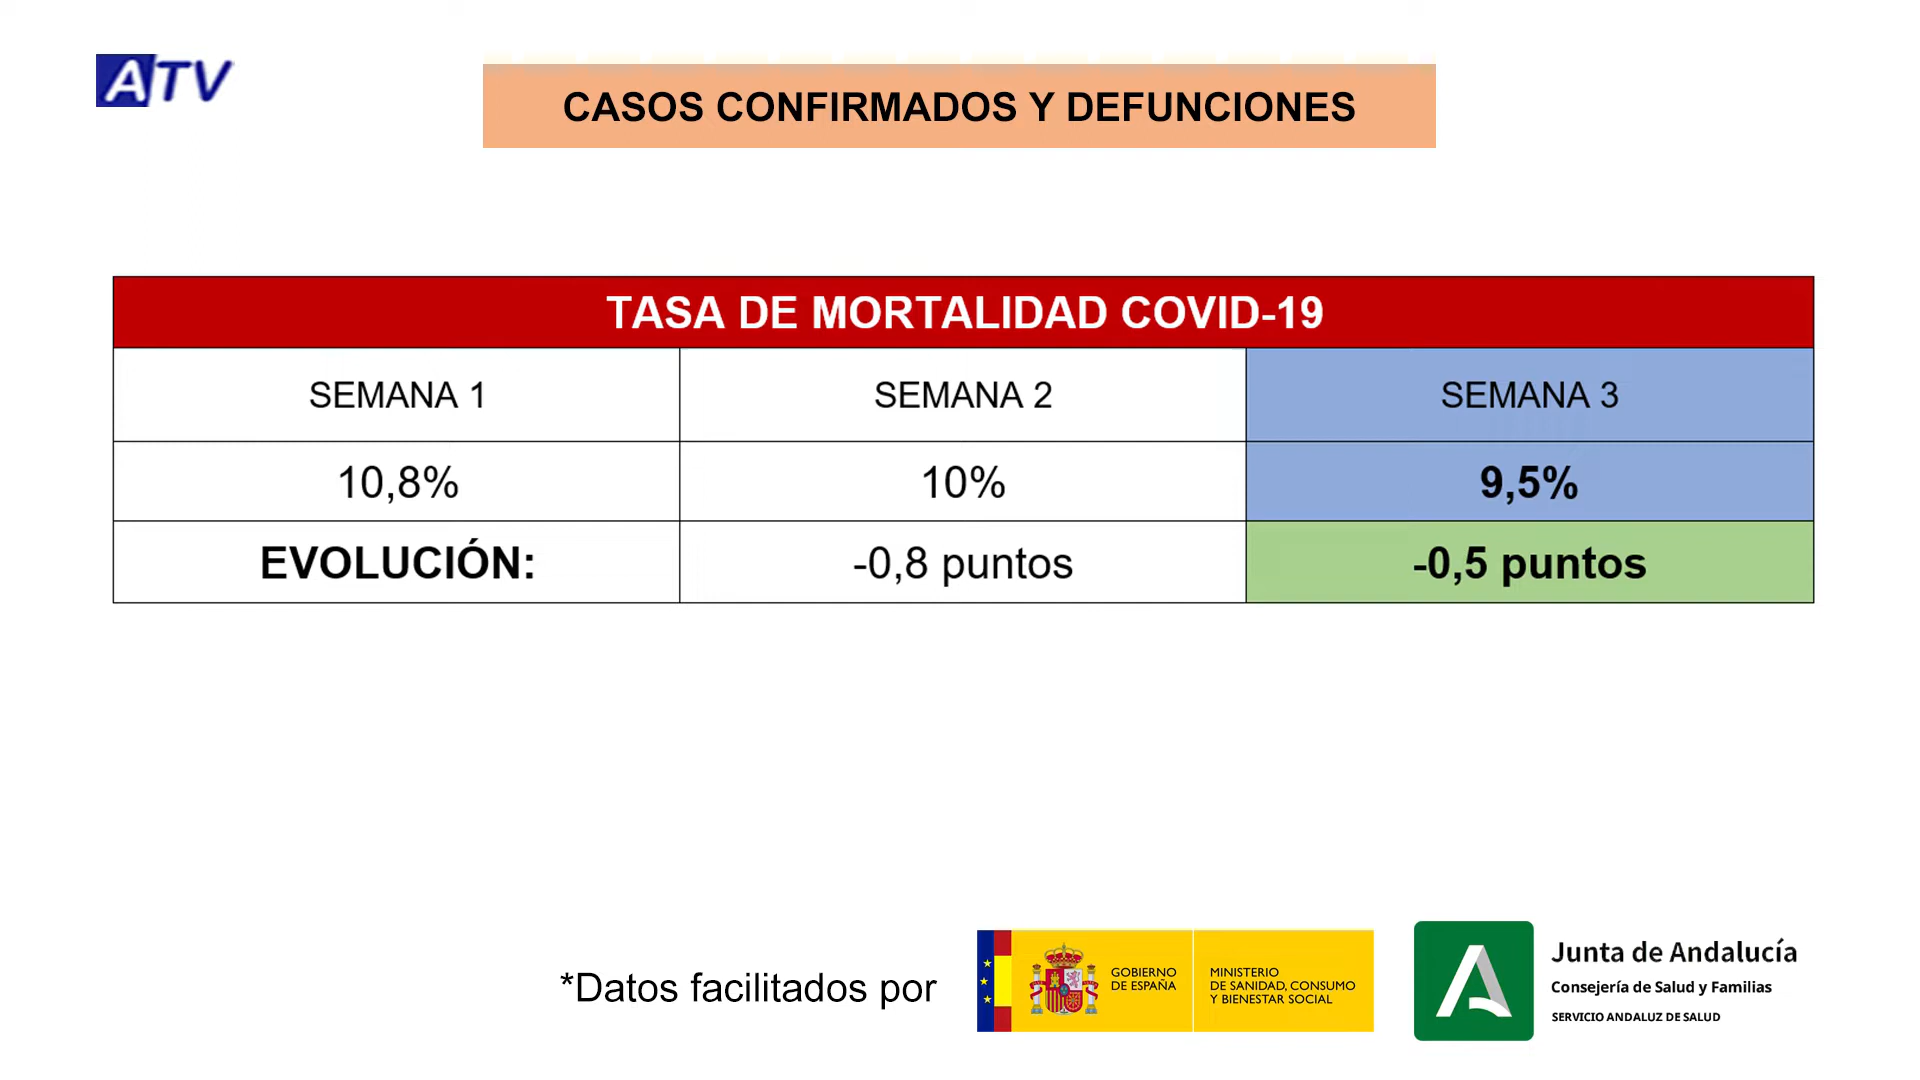 ATV
CASOS CONFIRMADOS Y DEFUNCIONES
TASA DE MORTALIDAD COVID-19
SEMANA 1
SEMANA 2
SEMANA 3
10,8%
10%
9,5%
EVOLUCIÓN:
-0,8 puntos
-0,5 puntos
*Datos facilitados por
GOBIERNO
DE ESPAÑA
MINISTERIO
DE SANIDAD, CONSUMO
Y BIENESTAR SOCIAL
Junta de Andalucía
Consejería de Salud y Familias
SERVICIO ANDALUZ DE SALUD